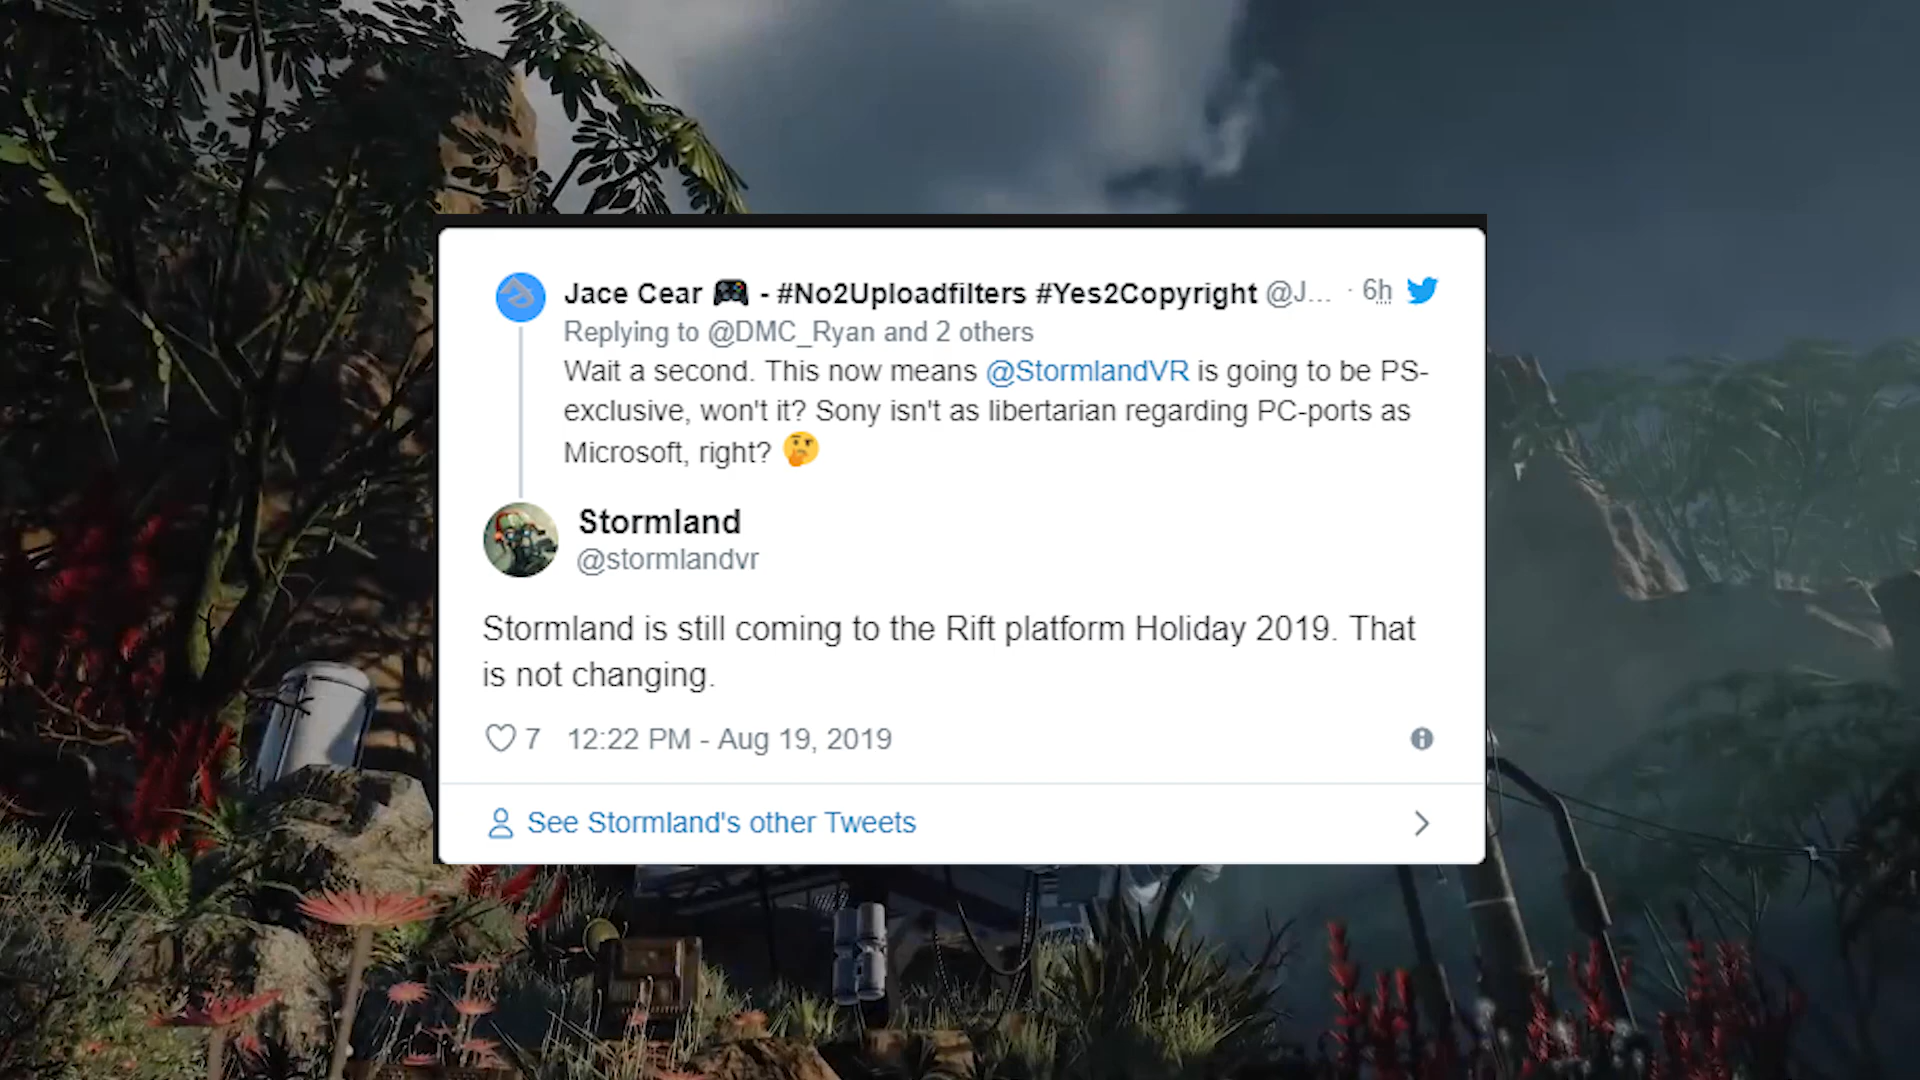 Jace Cear 🎮 - #No2Uploadfilters #Yes2Copyright @J... · 6h
Replying to @DMC_Ryan and 2 others
Wait a second. This now means @StormlandVR is going to be PS-
exclusive, won't it? Sony isn't as libertarian regarding PC-ports as
Microsoft, right? 🤔
Stormland
@stormlandvr
Stormland is still coming to the Rift platform Holiday 2019. That
is not changing.
7 12:22 PM - Aug 19, 2019
See Stormland's other Tweets